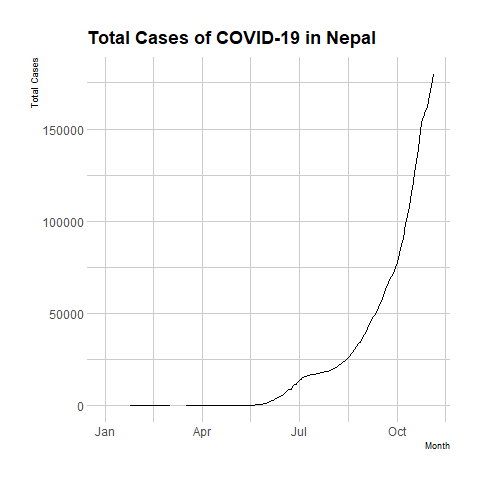 Total Cases of COVID-19 in Nepal
Total Cases
150000
100000
50000
0
Jan Apr Jul Oct
Month